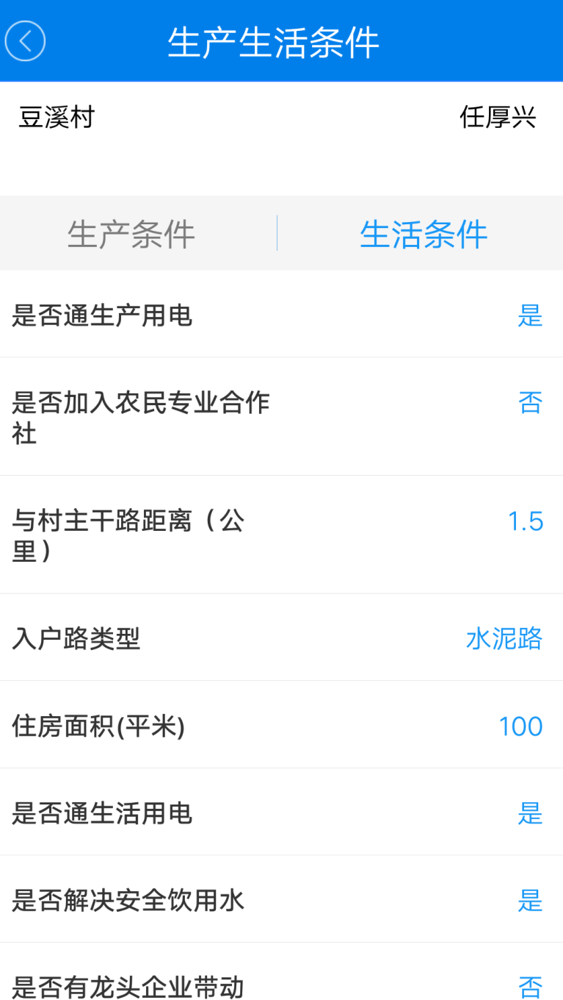 生产生活条件
豆溪村 任厚兴
生产条件 生活条件
是否通生产用电 是
是否加入农民专业合作 否
社
与村主干路距离（公 1.5
里）
入户路类型 水泥路
住房面积(平米) 100
是否通生活用电 是
是否解决安全饮用水 是
是否有龙头企业带动 否